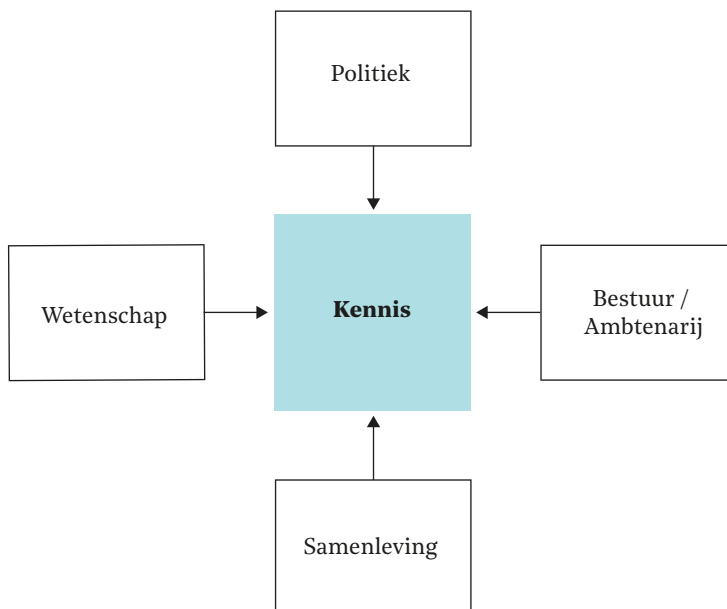 Politiek
Wetenschap
Kennis
Bestuur /
Ambtenarij
Samenleving